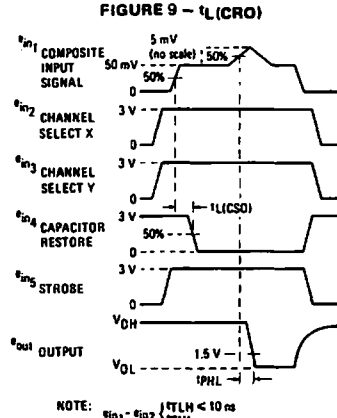 FIGURE 9 – tL(CRO)
ein1 COMPOSITE INPUT SIGNAL
5 mV
(no scale)
50%
50 mV
50%
0
ein2 CHANNEL SELECT X
3 V
0
ein3 CHANNEL SELECT Y
3 V
0
ein4 CAPACITOR RESTORE
3 V
tL(CSO)
50%
0
ein5 STROBE
3 V
0
eout OUTPUT
VOH
1.5 V
VOL
tPHL
NOTE: ein1- ein2 { tTLH < 10 ns